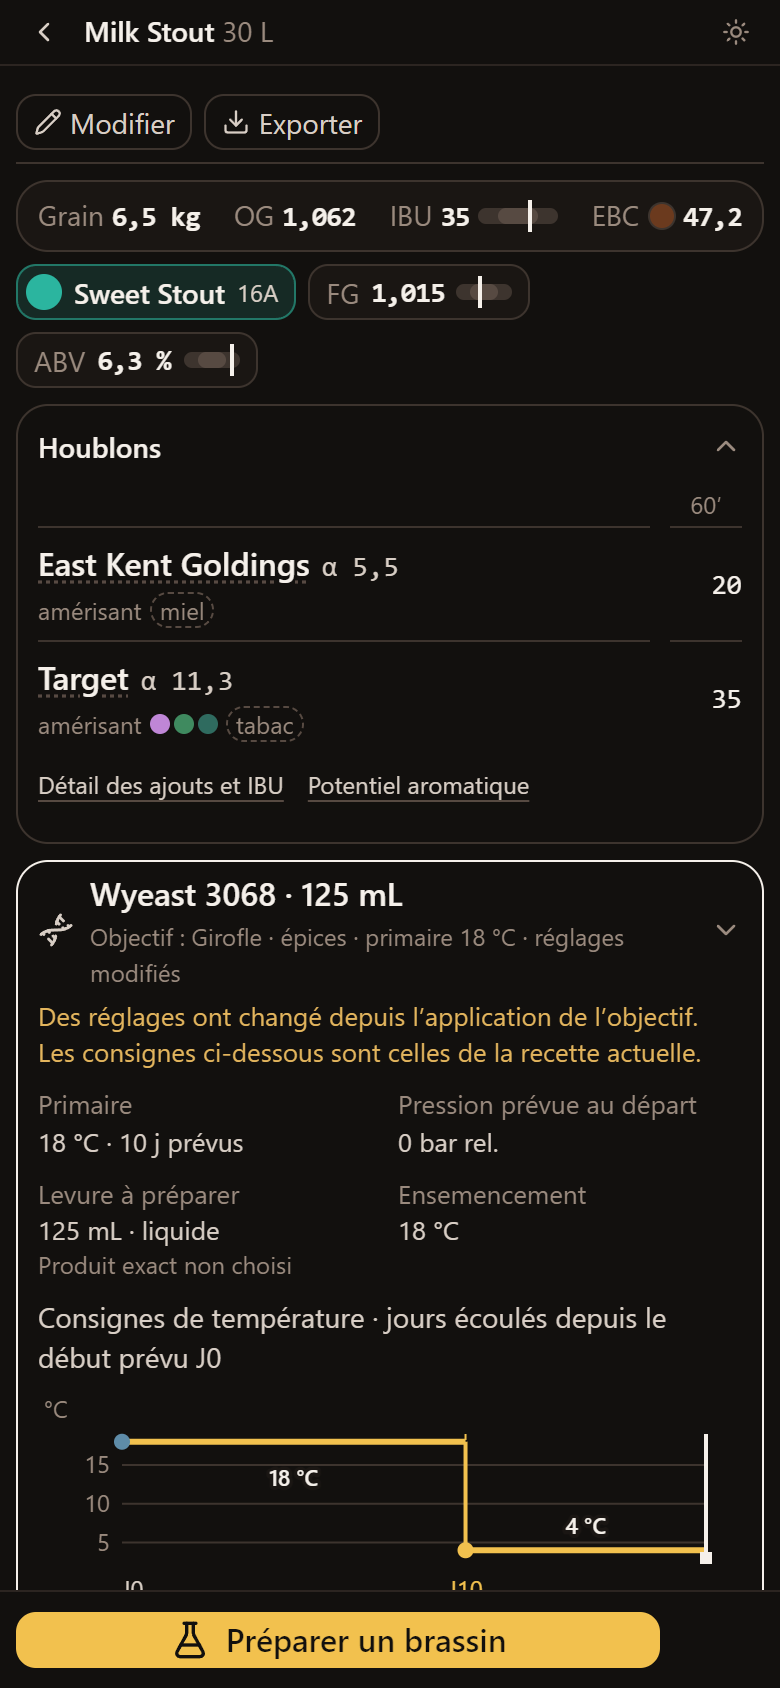 Milk Stout 30 L
Modifier
Exporter
Grain 6,5 kg OG 1,062 IBU 35 EBC 47,2
Sweet Stout 16A FG 1,015
ABV 6,3 %
Houblons
60′
East Kent Goldings α 5,5
20
amérisant miel
Target α 11,3
35
amérisant tabac
Détail des ajouts et IBU Potentiel aromatique
Wyeast 3068 · 125 mL
Objectif : Girofle · épices · primaire 18 °C · réglages
modifiés
Des réglages ont changé depuis l’application de l’objectif.
Les consignes ci-dessous sont celles de la recette actuelle.
Primaire Pression prévue au départ
18 °C · 10 j prévus 0 bar rel.
Levure à préparer Ensemencement
125 mL · liquide 18 °C
Produit exact non choisi
Consignes de température · jours écoulés depuis le
début prévu J0
°C
15
18 °C
10
4 °C
5
J0 J10
Préparer un brassin